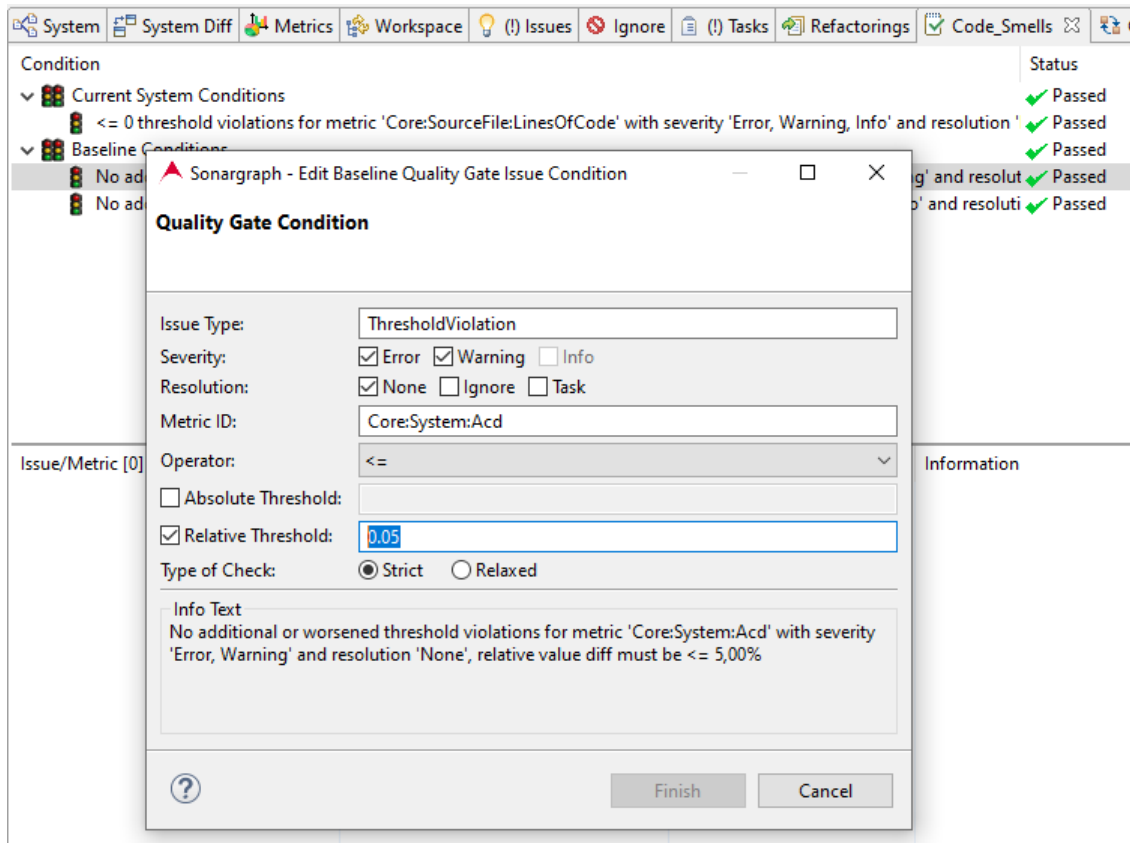 System System Diff Metrics Workspace (!) Issues Ignore (!) Tasks Refactorings Code_Smells
Condition Status
Current System Conditions Passed
<= 0 threshold violations for metric 'Core:SourceFile:LinesOfCode' with severity 'Error, Warning, Info' and resolution ' Passed
Baseline Conditions Passed
No ad g' and resolut Passed
No ad o' and resoluti Passed
Sonargraph - Edit Baseline Quality Gate Issue Condition
Quality Gate Condition
Issue Type: ThresholdViolation
Severity: Error Warning Info
Resolution: None Ignore Task
Metric ID: Core:System:Acd
Issue/Metric [0] Information
Operator: <=
Absolute Threshold:
Relative Threshold: 0.05
Type of Check: Strict Relaxed
Info Text
No additional or worsened threshold violations for metric 'Core:System:Acd' with severity
'Error, Warning' and resolution 'None', relative value diff must be <= 5,00%
? Finish Cancel